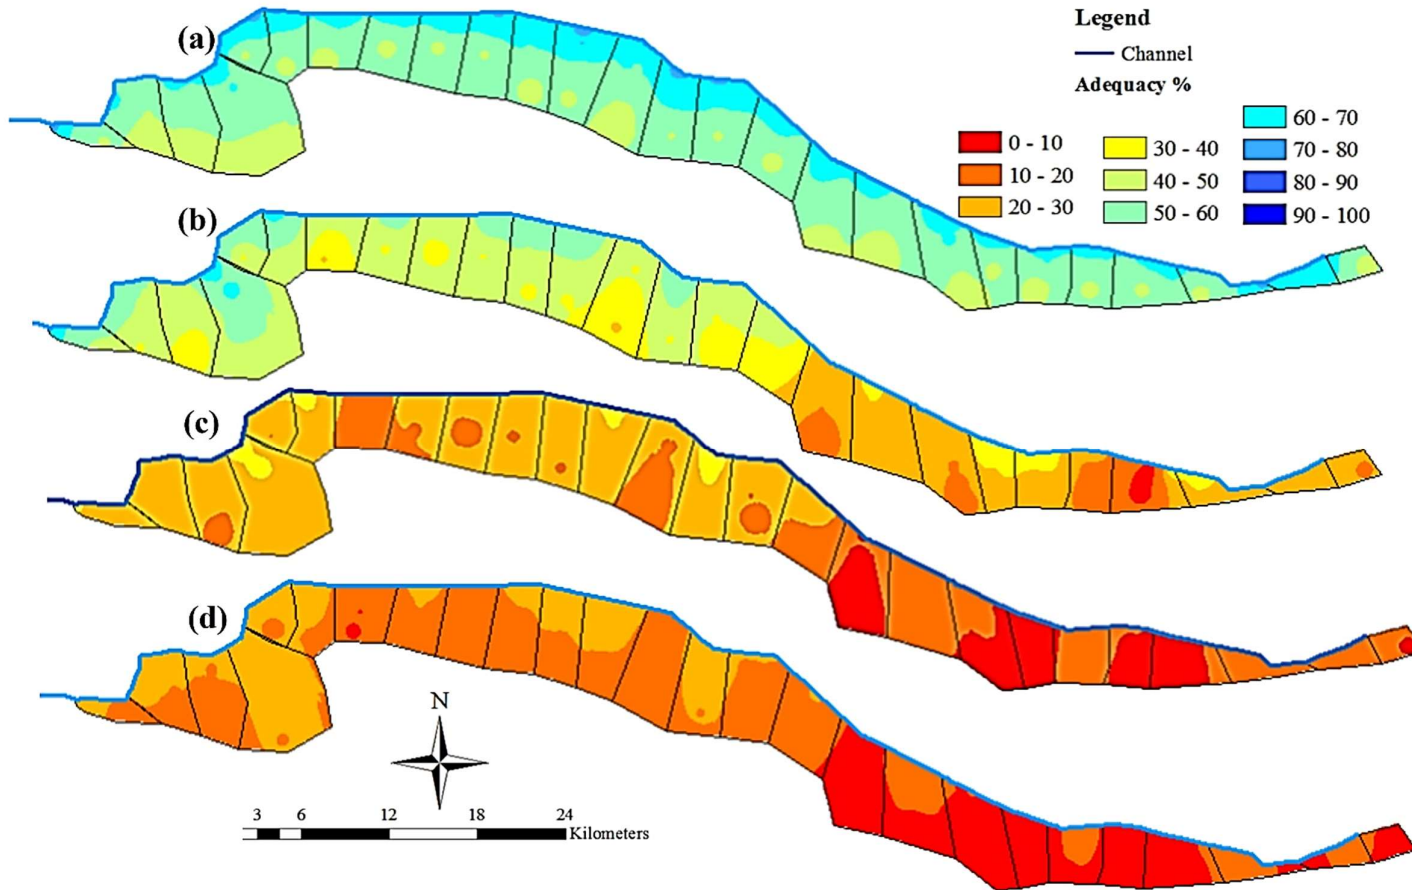 Legend
Channel
Adequacy %
0 - 10
10 - 20
20 - 30
30 - 40
40 - 50
50 - 60
60 - 70
70 - 80
80 - 90
90 - 100
(a)
(b)
(c)
(d)
N
3 6 12 18 24
Kilometers